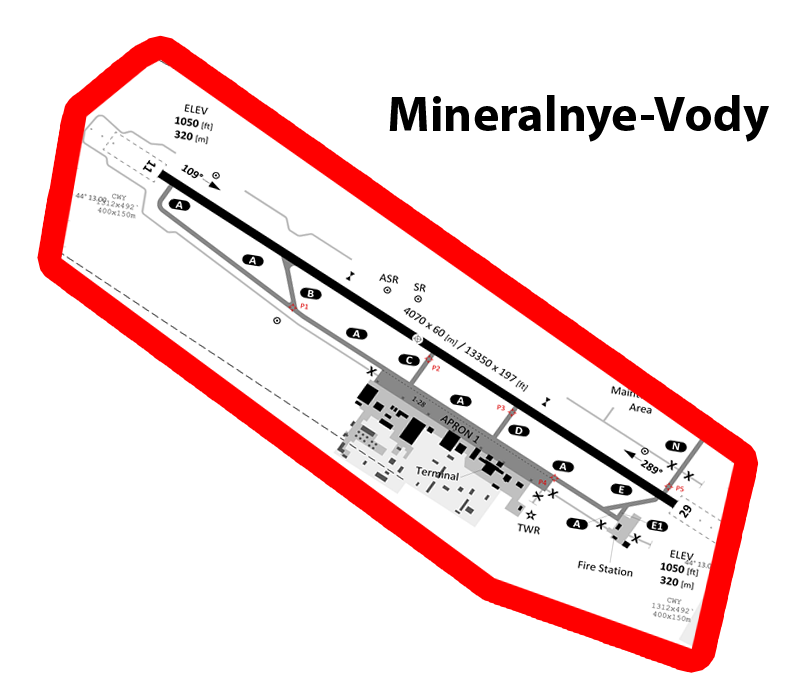 Mineralnye-Vody
ELEV
1050 [ft]
320 [m]
11
109°
44° 13.00
CWY
1312x492'
400x150m
A
A
B
P1
ASR
SR
4070 x 60 [m] / 13350 x 197 [ft]
A
C
P2
1-28
A
P3
D
APRON 1
Terminal
P4
A
Area
N
289°
E
P5
29
TWR
A
E1
Fire Station
ELEV
44° 13.0
1050 [ft]
320 [m]
CWY
1312x492'
400x150m